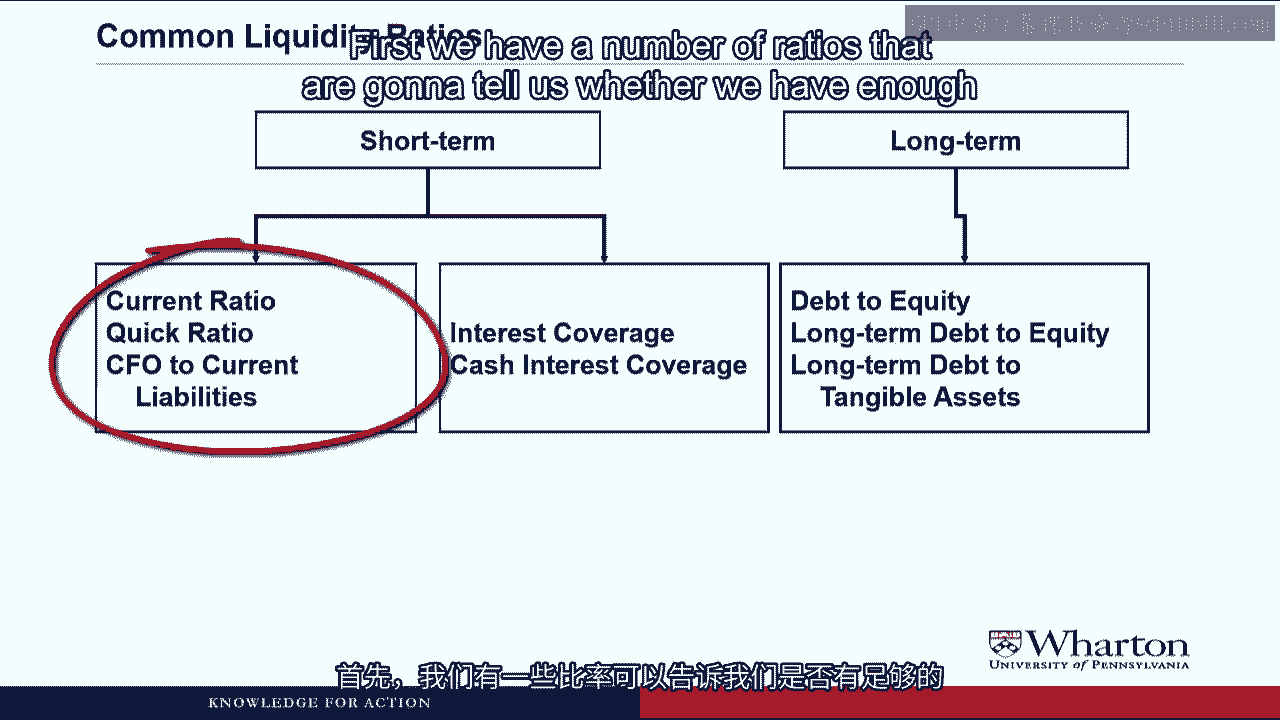 Common Liquidity Ratios
First we have a number of ratios that
are gonna tell us whether we have enough
Short-term
Long-term
Current Ratio
Quick Ratio
CFO to Current
Liabilities
Interest Coverage
Cash Interest Coverage
Debt to Equity
Long-term Debt to Equity
Long-term Debt to
Tangible Assets
Wharton
UNIVERSITY of PENNSYLVANIA
首先，我们有一些比率可以告诉我们是否有足够的
KNOWLEDGE FOR ACTION